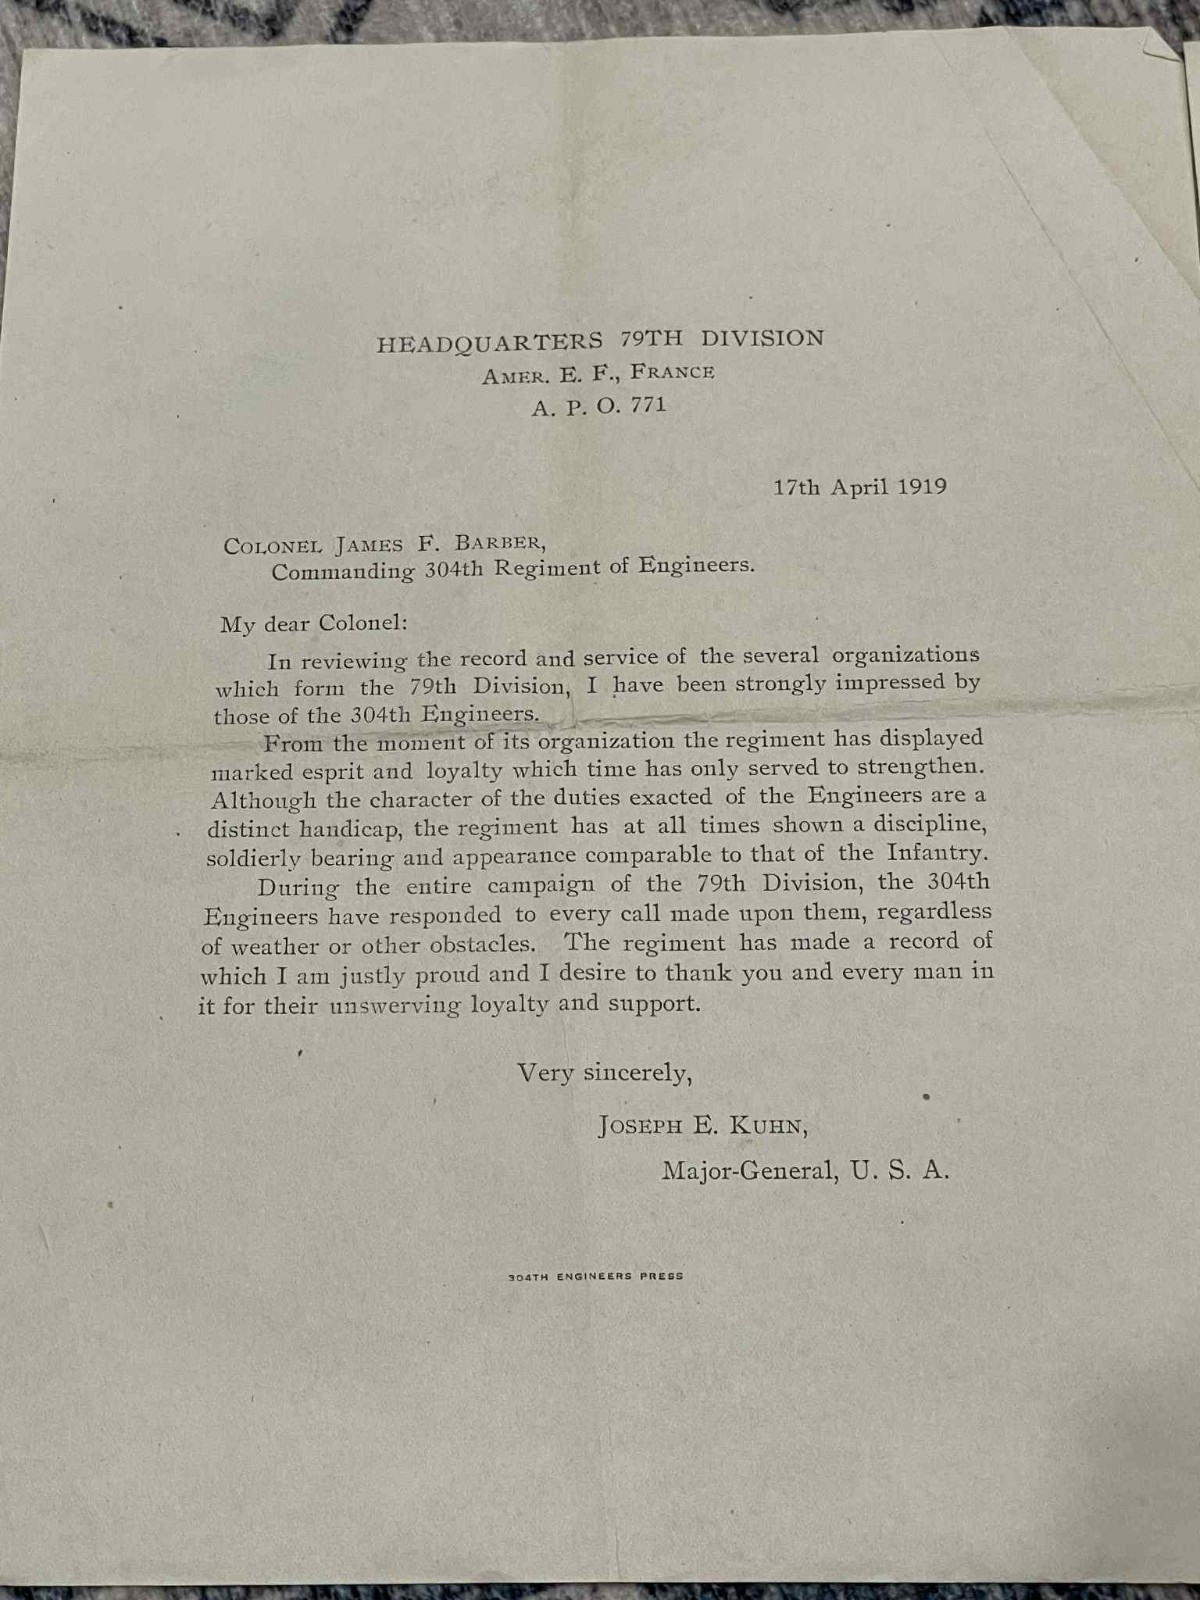 HEADQUARTERS 79TH DIVISION
AMER. E. F., FRANCE
A. P. O. 771
17th April 1919
COLONEL JAMES F. BARBER,
Commanding 304th Regiment of Engineers.
My dear Colonel:
In reviewing the record and service of the several organizations
which form the 79th Division, I have been strongly impressed by
those of the 304th Engineers.
From the moment of its organization the regiment has displayed
marked esprit and loyalty which time has only served to strengthen.
Although the character of the duties exacted of the Engineers are a
distinct handicap, the regiment has at all times shown a discipline,
soldierly bearing and appearance comparable to that of the Infantry.
During the entire campaign of the 79th Division, the 304th
Engineers have responded to every call made upon them, regardless
of weather or other obstacles. The regiment has made a record of
which I am justly proud and I desire to thank you and every man in
it for their unswerving loyalty and support.
Very sincerely,
JOSEPH E. KUHN,
Major-General, U. S. A.
304TH ENGINEERS PRESS